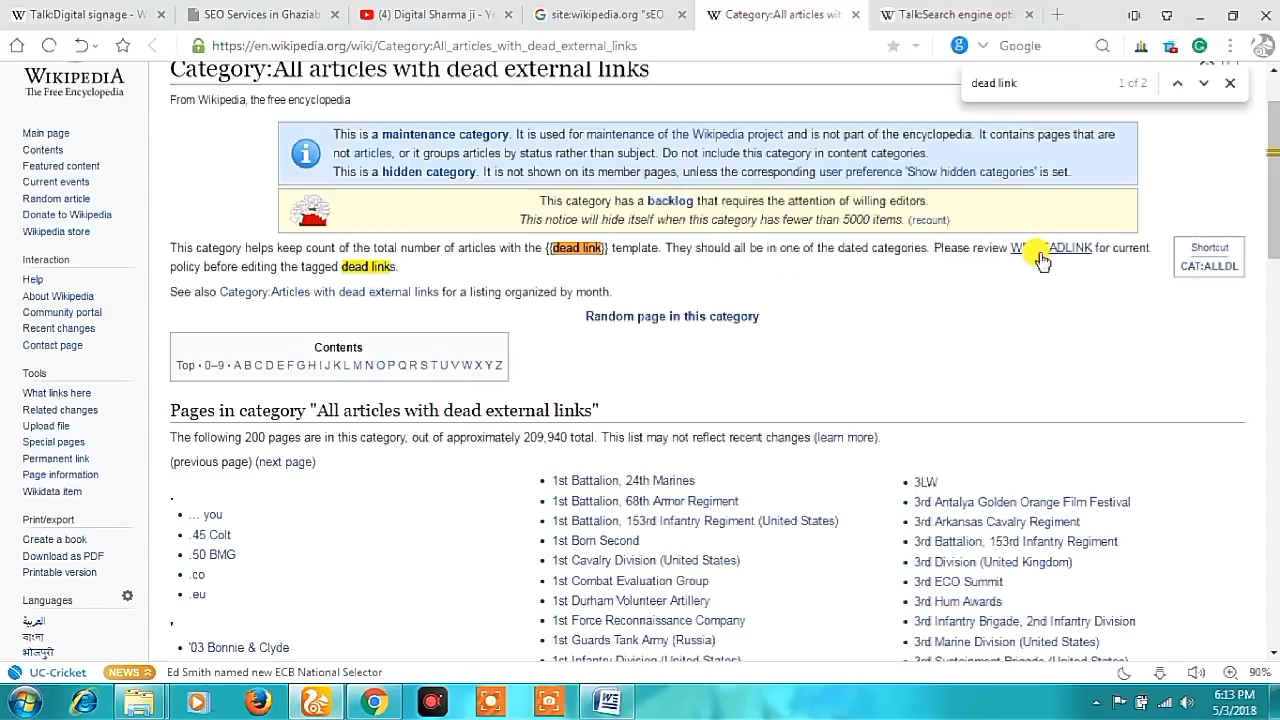 Talk:Digital signage - W
SEO Services in Ghaziab
(4) Digital Sharma ji - Yo
site:wikipedia.org "sEO
Category:All articles wit
Talk:Search engine opti
https://en.wikipedia.org/wiki/Category:All_articles_with_dead_external_links
Google
dead link
1 of 2
WIKIPEDIA
The Free Encyclopedia
Main page
Contents
Featured content
Current events
Random article
Donate to Wikipedia
Wikipedia store
Interaction
Help
About Wikipedia
Community portal
Recent changes
Contact page
Tools
What links here
Related changes
Upload file
Special pages
Permanent link
Page information
Wikidata item
Print/export
Create a book
Download as PDF
Printable version
Languages
العربية
বাংলা
भोजपुरी
Category:All articles with dead external links
From Wikipedia, the free encyclopedia
This is a maintenance category. It is used for maintenance of the Wikipedia project and is not part of the encyclopedia. It contains pages that are
not articles, or it groups articles by status rather than subject. Do not include this category in content categories.
This is a hidden category. It is not shown on its member pages, unless the corresponding user preference 'Show hidden categories' is set.
This category has a backlog that requires the attention of willing editors.
This notice will hide itself when this category has fewer than 5000 items. (recount)
This category helps keep count of the total number of articles with the {{dead link}} template. They should all be in one of the dated categories. Please review for current
policy before editing the tagged dead links.
Shortcut
CAT:ALLDL
See also Category:Articles with dead external links for a listing organized by month.
Random page in this category
Contents
Top · 0–9 · A B C D E F G H I J K L M N O P Q R S T U V W X Y Z
Pages in category "All articles with dead external links"
The following 200 pages are in this category, out of approximately 209,940 total. This list may not reflect recent changes (learn more).
(previous page) (next page)
.
... you
.45 Colt
.50 BMG
.co
.eu
'
'03 Bonnie & Clyde
1st Battalion, 24th Marines
1st Battalion, 68th Armor Regiment
1st Battalion, 153rd Infantry Regiment (United States)
1st Born Second
1st Cavalry Division (United States)
1st Combat Evaluation Group
1st Durham Volunteer Artillery
1st Force Reconnaissance Company
1st Guards Tank Army (Russia)
1st Infantry Division (United States)
3LW
3rd Antalya Golden Orange Film Festival
3rd Arkansas Cavalry Regiment
3rd Battalion, 153rd Infantry Regiment
3rd Division (United Kingdom)
3rd ECO Summit
3rd Hum Awards
3rd Infantry Brigade, 2nd Infantry Division
3rd Marine Division (United States)
3rd Sustainment Brigade (United States)
UC-Cricket
NEWS
Ed Smith named new ECB National Selector
90%
6:13 PM
5/3/2018